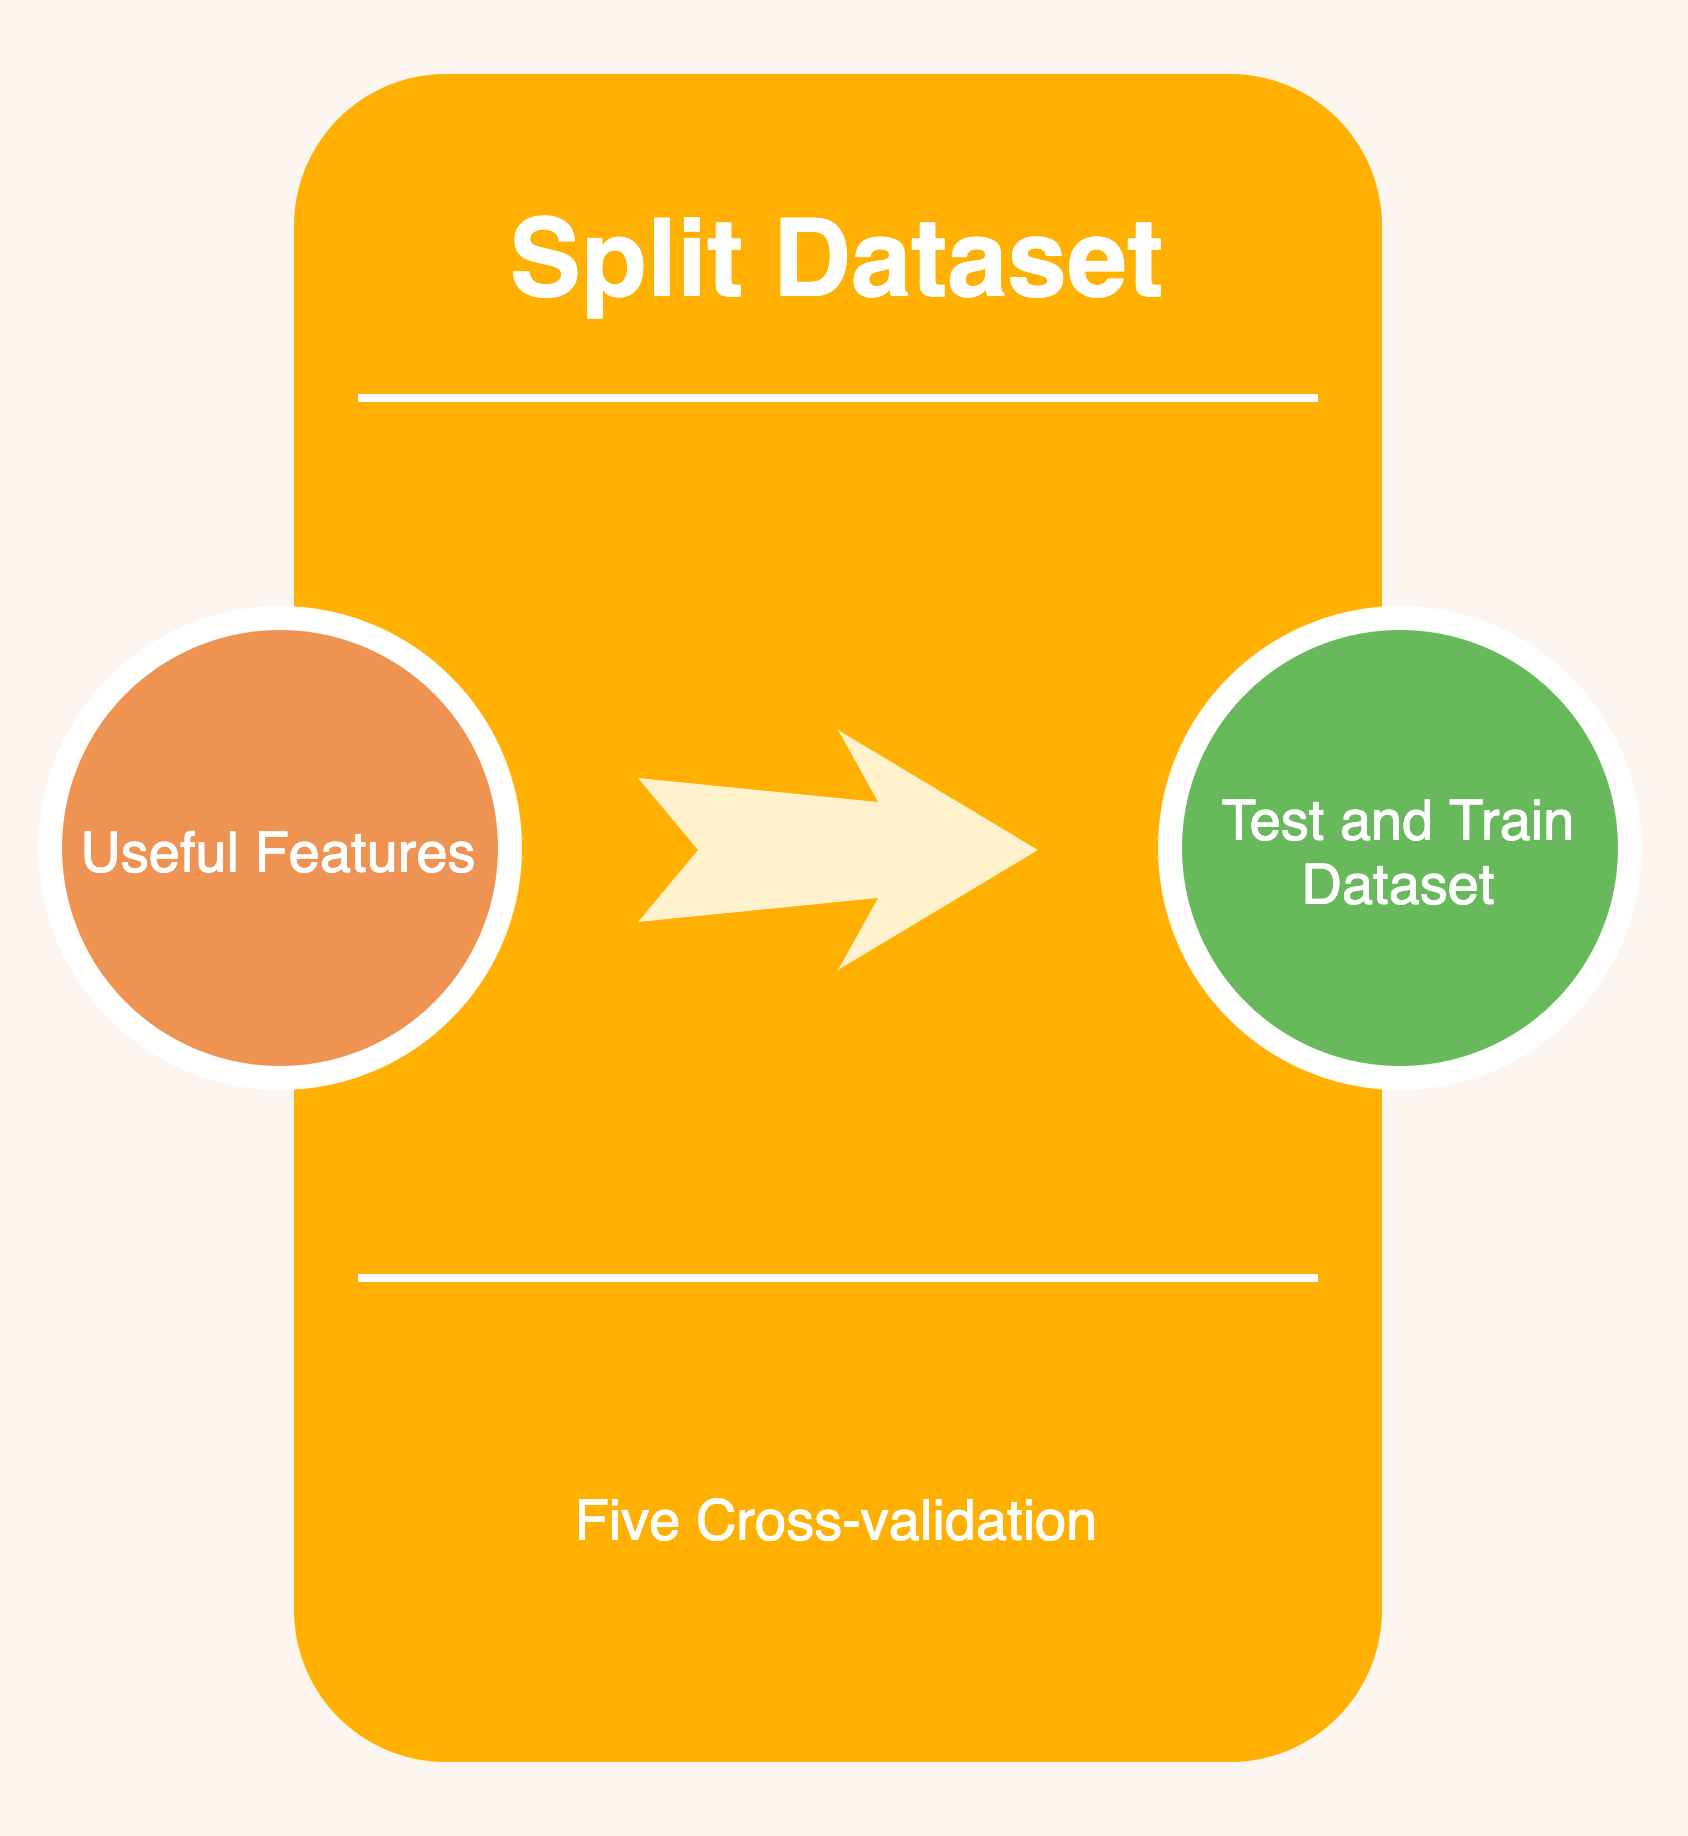 Split Dataset
Useful Features
Test and Train
Dataset
Five Cross-validation